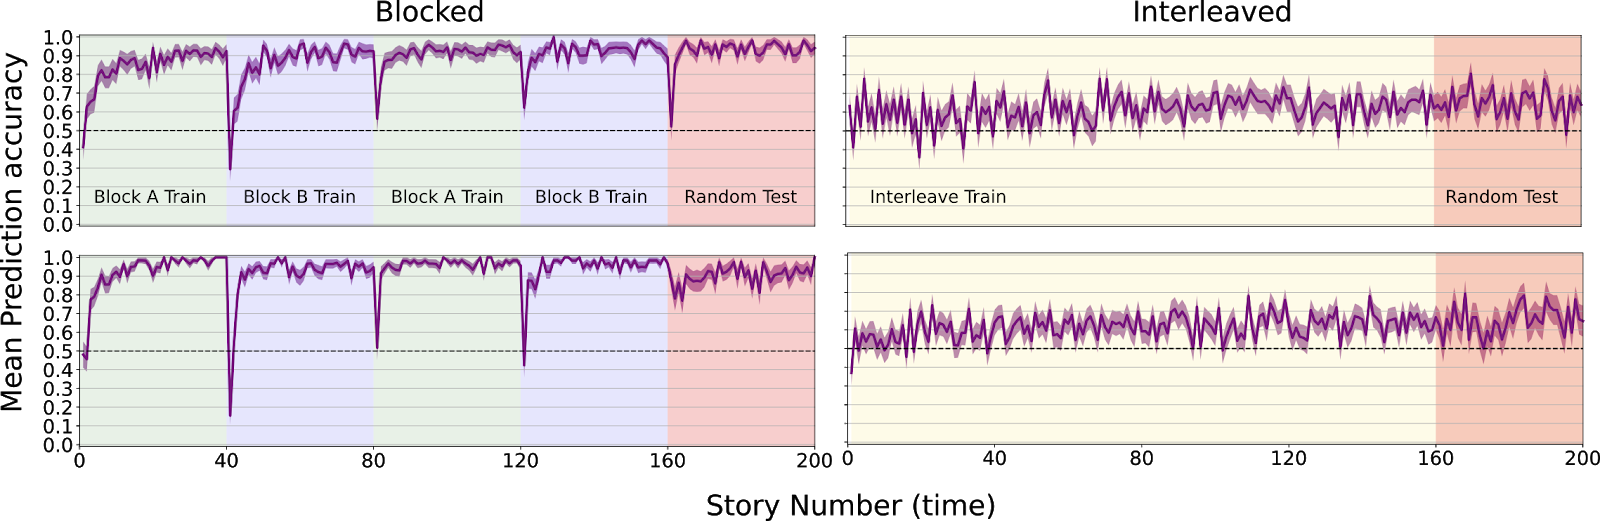 Blocked
Interleaved
Mean Prediction accuracy
1.0
0.9
0.8
0.7
0.6
0.5
0.4
0.3
0.2
0.1
0.0
Block A Train
Block B Train
Block A Train
Block B Train
Random Test
Interleave Train
Random Test
1.0
0.9
0.8
0.7
0.6
0.5
0.4
0.3
0.2
0.1
0.0
0 40 80 120 160 200
0 40 80 120 160 200
Story Number (time)